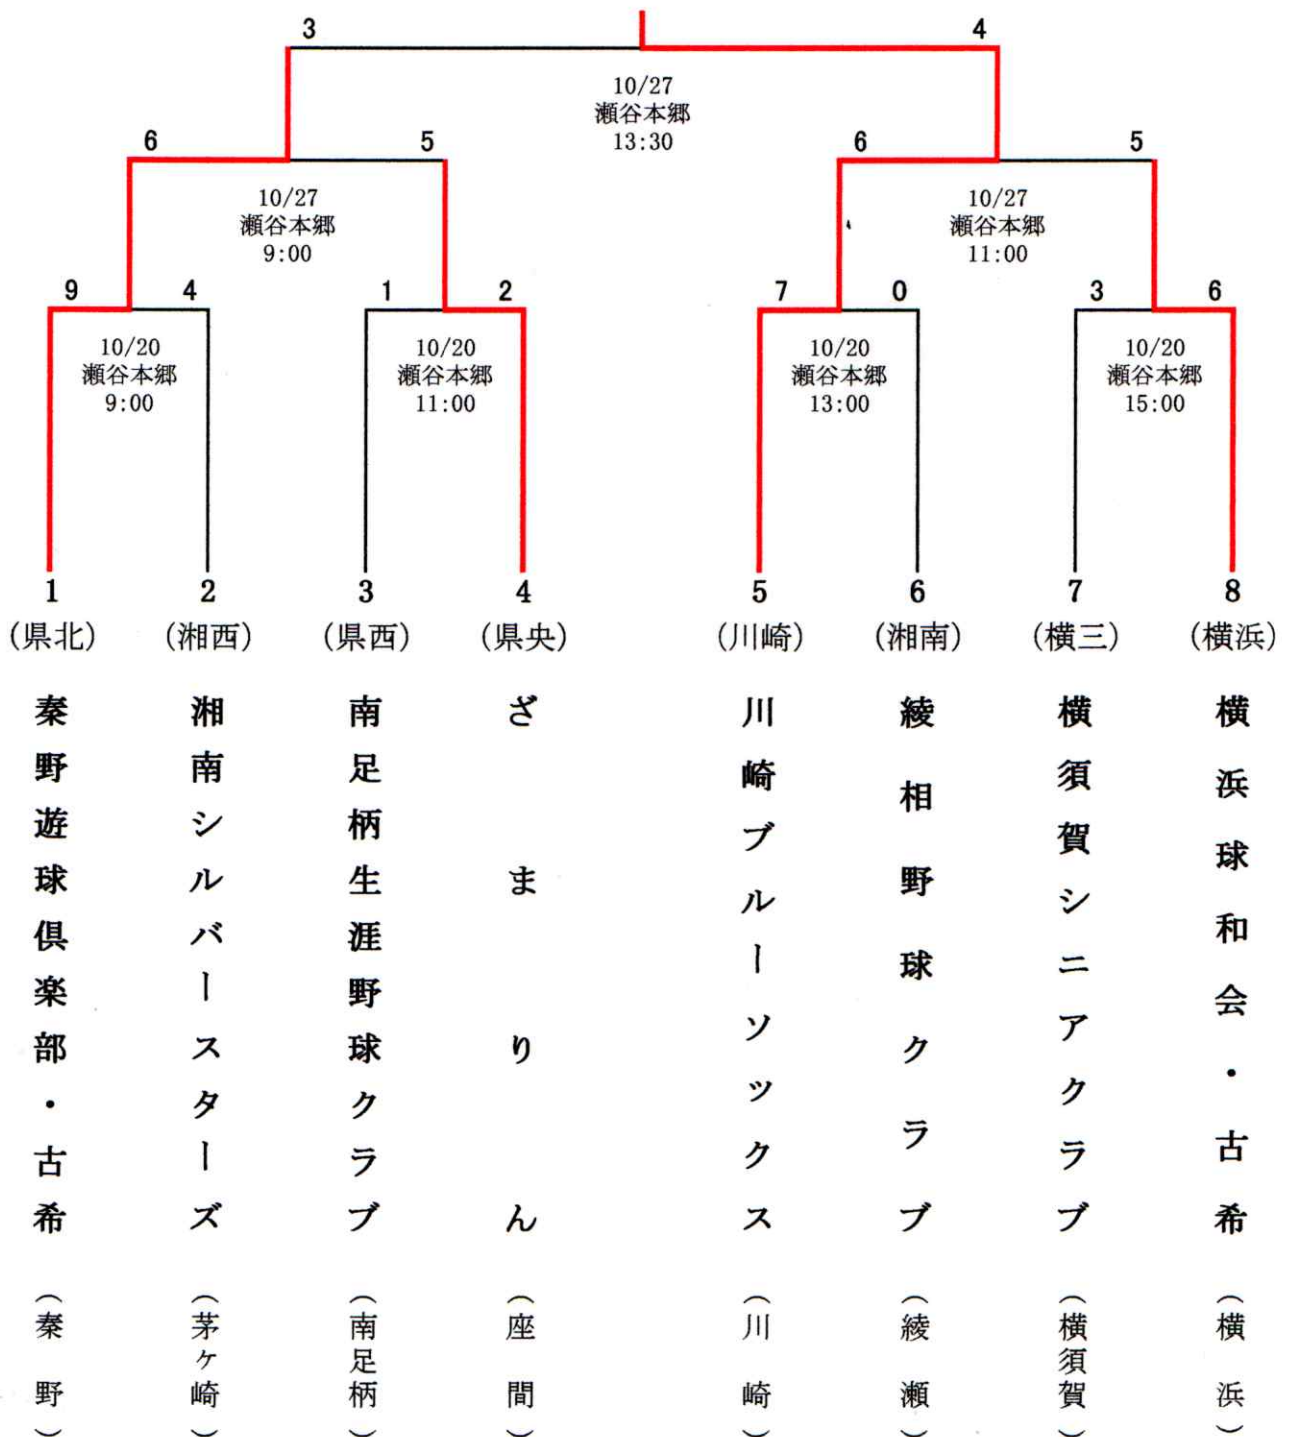 3 4
10/27
瀬谷本郷
13:30
6 5 6 5
10/27
瀬谷本郷
9:00
10/27
瀬谷本郷
11:00
9 4 1 2 7 0 3 6
10/20
瀬谷本郷
9:00
10/20
瀬谷本郷
11:00
10/20
瀬谷本郷
13:00
10/20
瀬谷本郷
15:00
1 2 3 4 5 6 7 8
(県北) (湘西) (県西) (県央) (川崎) (湘南) (横三) (横浜)
秦野遊球倶楽部・古希(秦野)
湘南シルバースターズ(茅ケ崎)
南足柄生涯野球クラブ(南足柄)
ざまりん(座間)
川崎ブルーソックス(川崎)
綾相野球クラブ(綾瀬)
横須賀シニアクラブ(横須賀)
横浜球和会・古希(横浜)